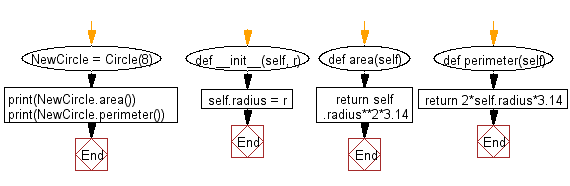 NewCircle = Circle(8)
print(NewCircle.area())
print(NewCircle.perimeter())
End
def __init__(self, r)
self.radius = r
End
def area(self)
return self
.radius**2*3.14
End
def perimeter(self)
return 2*self.radius*3.14
End